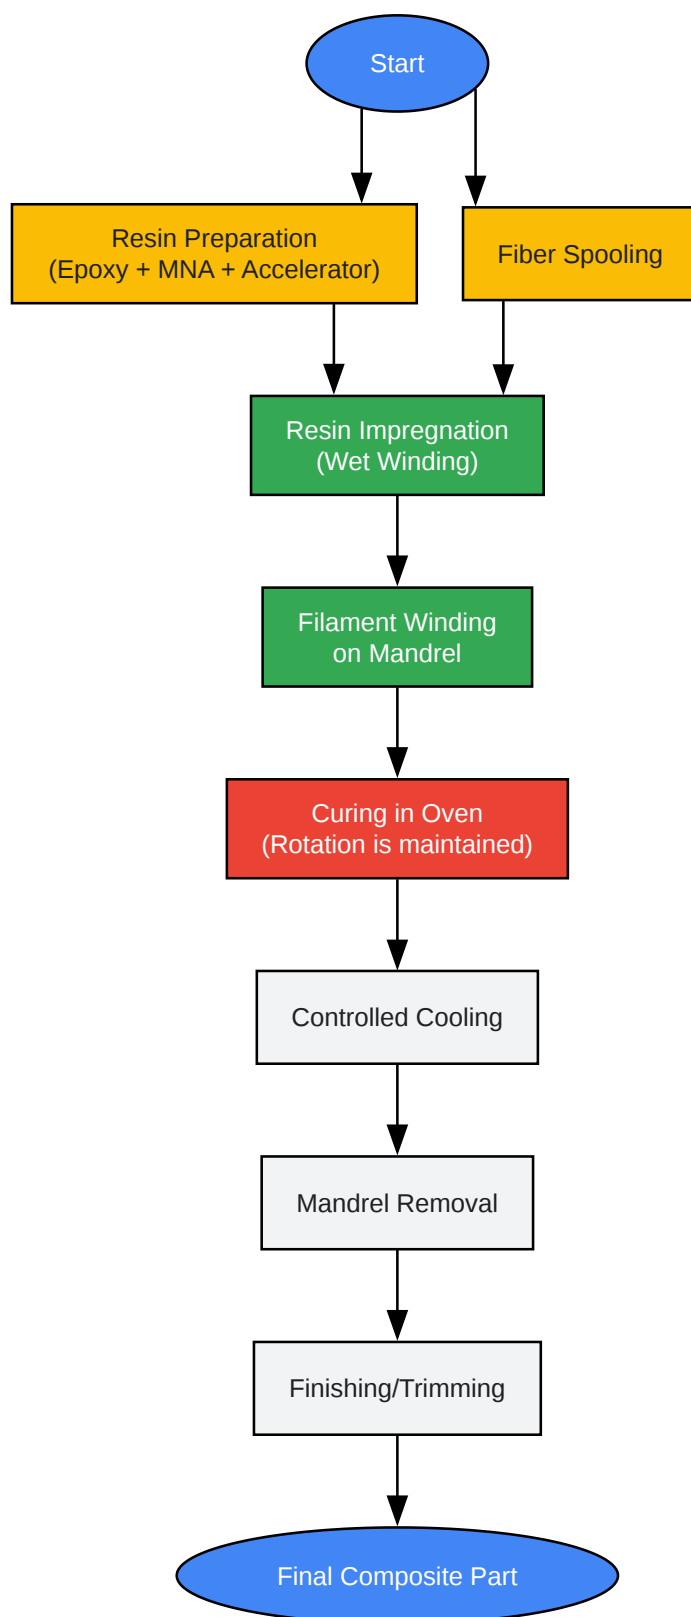 Start
Resin Preparation
(Epoxy + MNA + Accelerator)
Fiber Spooling
Resin Impregnation
(Wet Winding)
Filament Winding
on Mandrel
Curing in Oven
(Rotation is maintained)
Controlled Cooling
Mandrel Removal
Finishing/Trimming
Final Composite Part